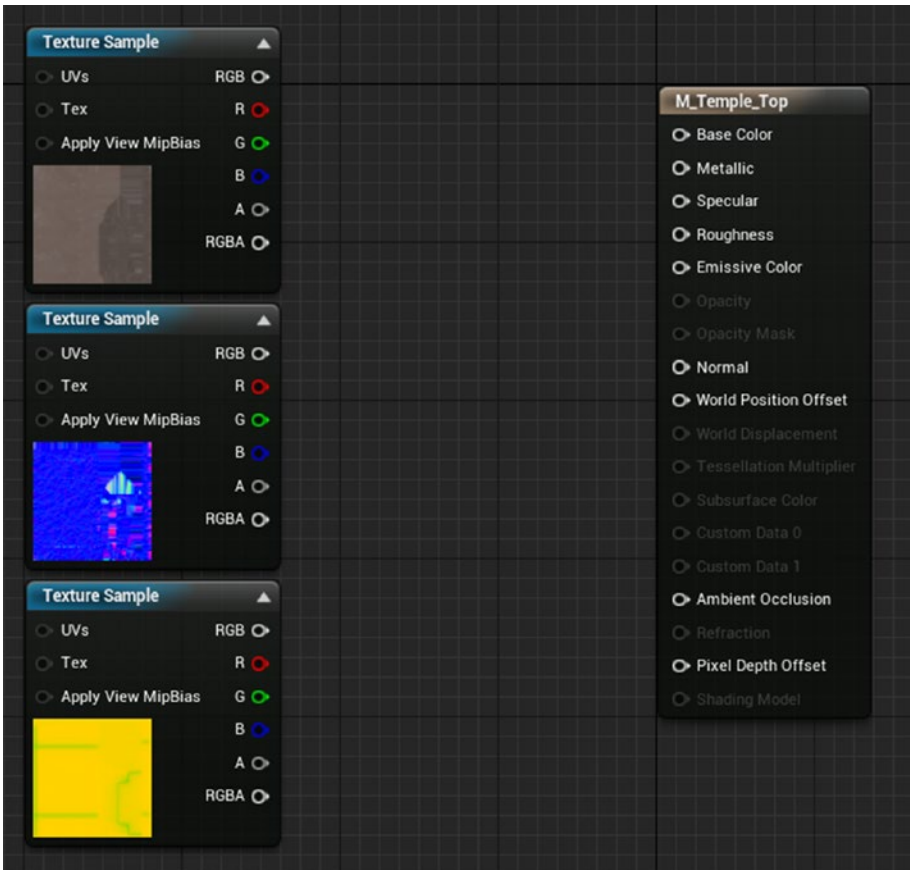 Texture Sample
UVs RGB
Tex R
Apply View MipBias G
B
A
RGBA
Texture Sample
UVs RGB
Tex R
Apply View MipBias G
B
A
RGBA
Texture Sample
UVs RGB
Tex R
Apply View MipBias G
B
A
RGBA
M_Temple_Top
Base Color
Metallic
Specular
Roughness
Emissive Color
Opacity
Opacity Mask
Normal
World Position Offset
World Displacement
Tessellation Multiplier
Subsurface Color
Custom Data 0
Custom Data 1
Ambient Occlusion
Refraction
Pixel Depth Offset
Shading Model